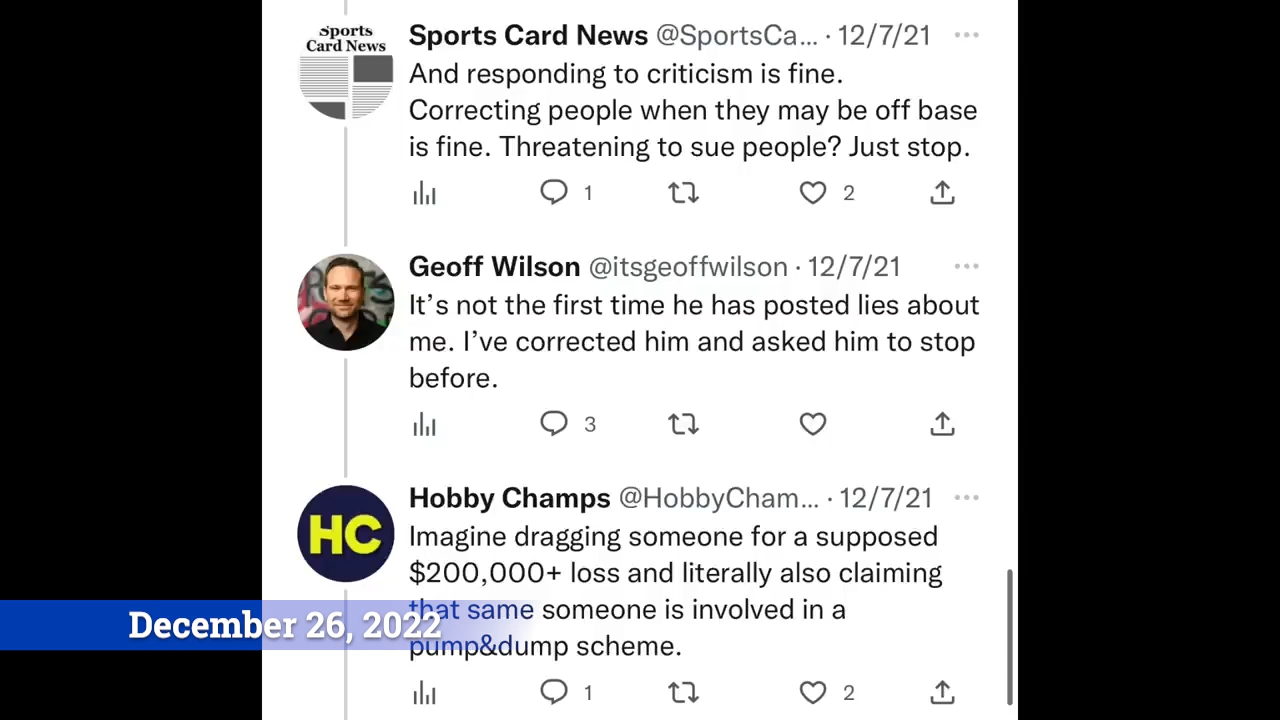 Sports
Card News
Sports Card News @SportsCa... · 12/7/21
And responding to criticism is fine.
Correcting people when they may be off base
is fine. Threatening to sue people? Just stop.
1
2
Geoff Wilson @itsgeoffwilson · 12/7/21
It's not the first time he has posted lies about
me. I've corrected him and asked him to stop
before.
3
HC
Hobby Champs @HobbyCham... · 12/7/21
Imagine dragging someone for a supposed
$200,000+ loss and literally also claiming
that same someone is involved in a
pump&dump scheme.
December 26, 2022
1
2